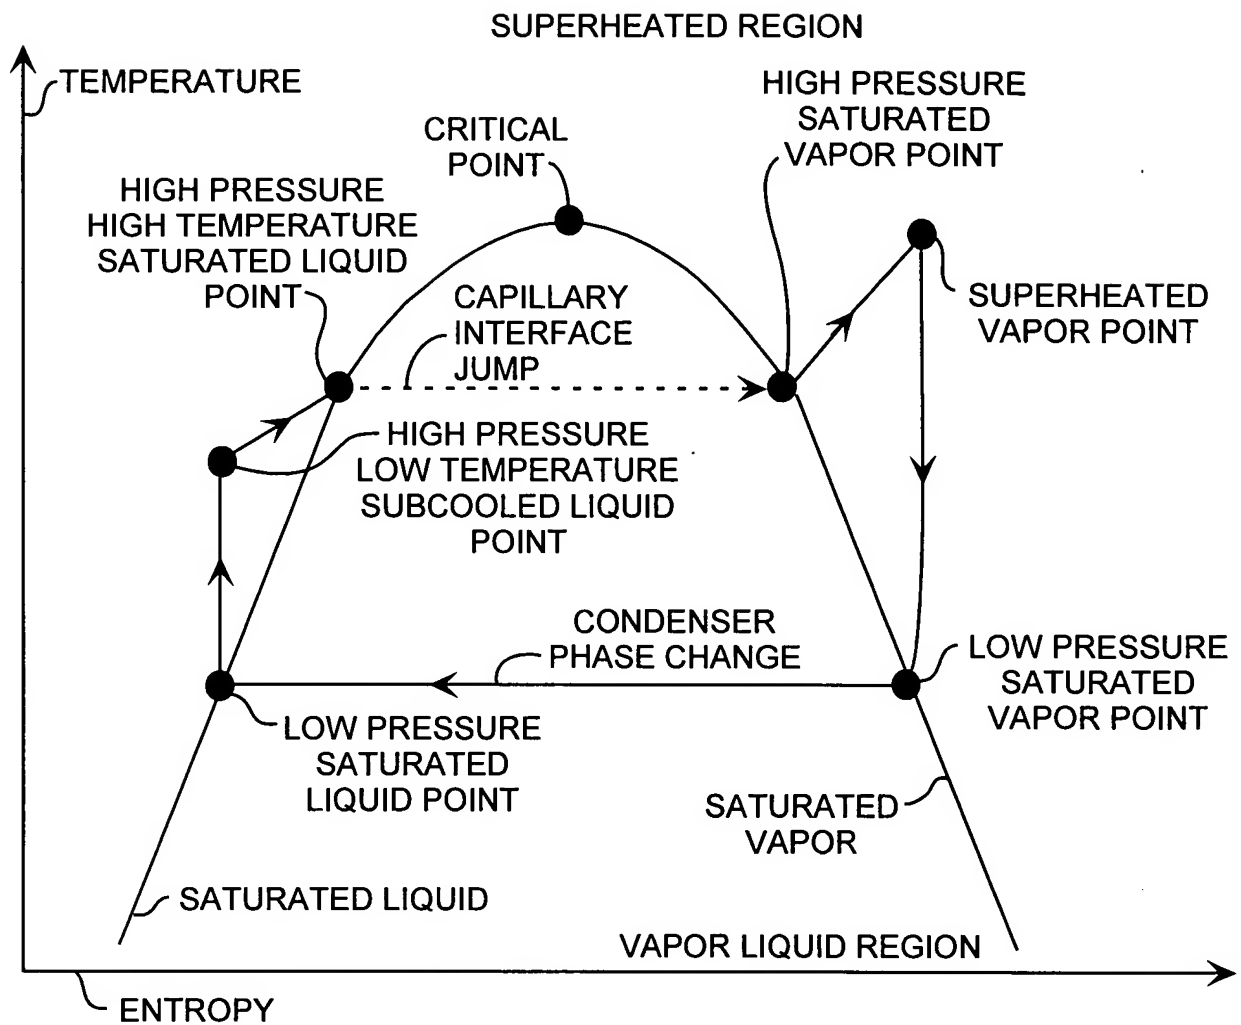 SUPERHEATED REGION
TEMPERATURE
HIGH PRESSURE
SATURATED
VAPOR POINT
CRITICAL
POINT
HIGH PRESSURE
HIGH TEMPERATURE
SATURATED LIQUID
POINT
CAPILLARY
INTERFACE
JUMP
SUPERHEATED
VAPOR POINT
HIGH PRESSURE
LOW TEMPERATURE
SUBCOOLED LIQUID
POINT
CONDENSER
PHASE CHANGE
LOW PRESSURE
SATURATED
VAPOR POINT
LOW PRESSURE
SATURATED
LIQUID POINT
SATURATED
VAPOR
SATURATED LIQUID
VAPOR LIQUID REGION
ENTROPY